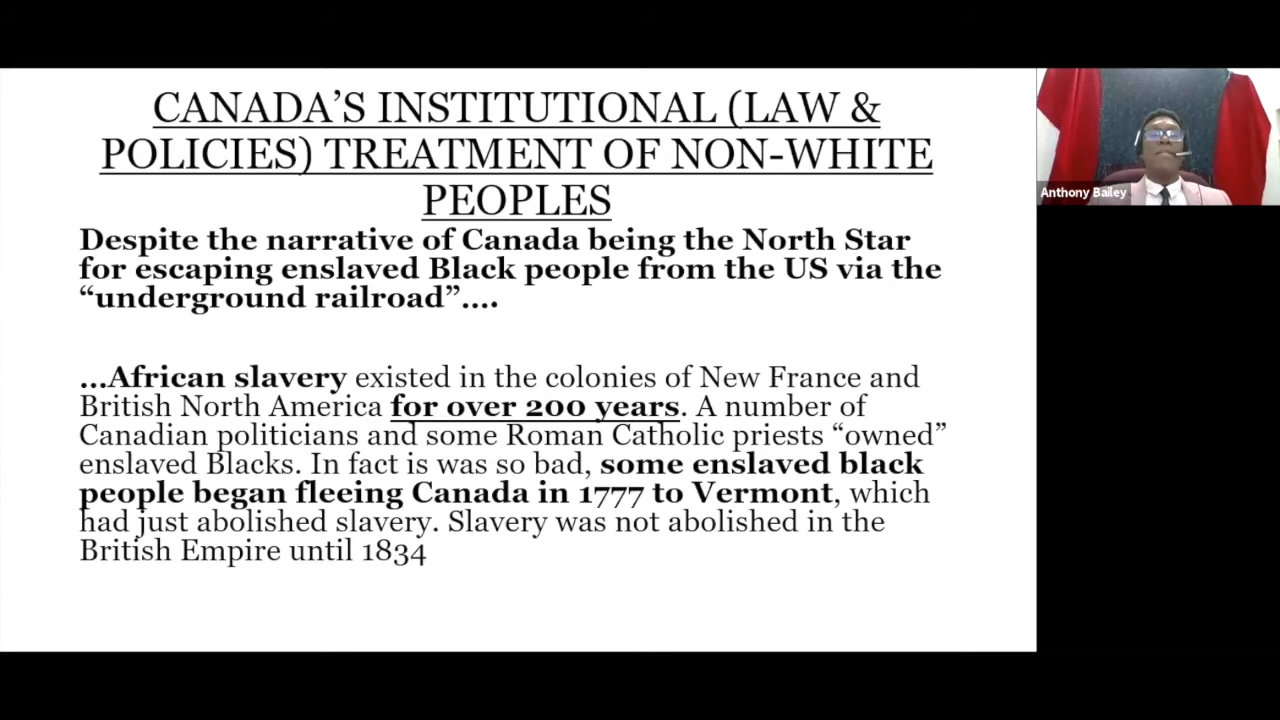 CANADA’S INSTITUTIONAL (LAW &
POLICIES) TREATMENT OF NON-WHITE
PEOPLES
Despite the narrative of Canada being the North Star
for escaping enslaved Black people from the US via the
“underground railroad”....
...African slavery existed in the colonies of New France and
British North America for over 200 years. A number of
Canadian politicians and some Roman Catholic priests “owned”
enslaved Blacks. In fact is was so bad, some enslaved black
people began fleeing Canada in 1777 to Vermont, which
had just abolished slavery. Slavery was not abolished in the
British Empire until 1834
Anthony Bailey